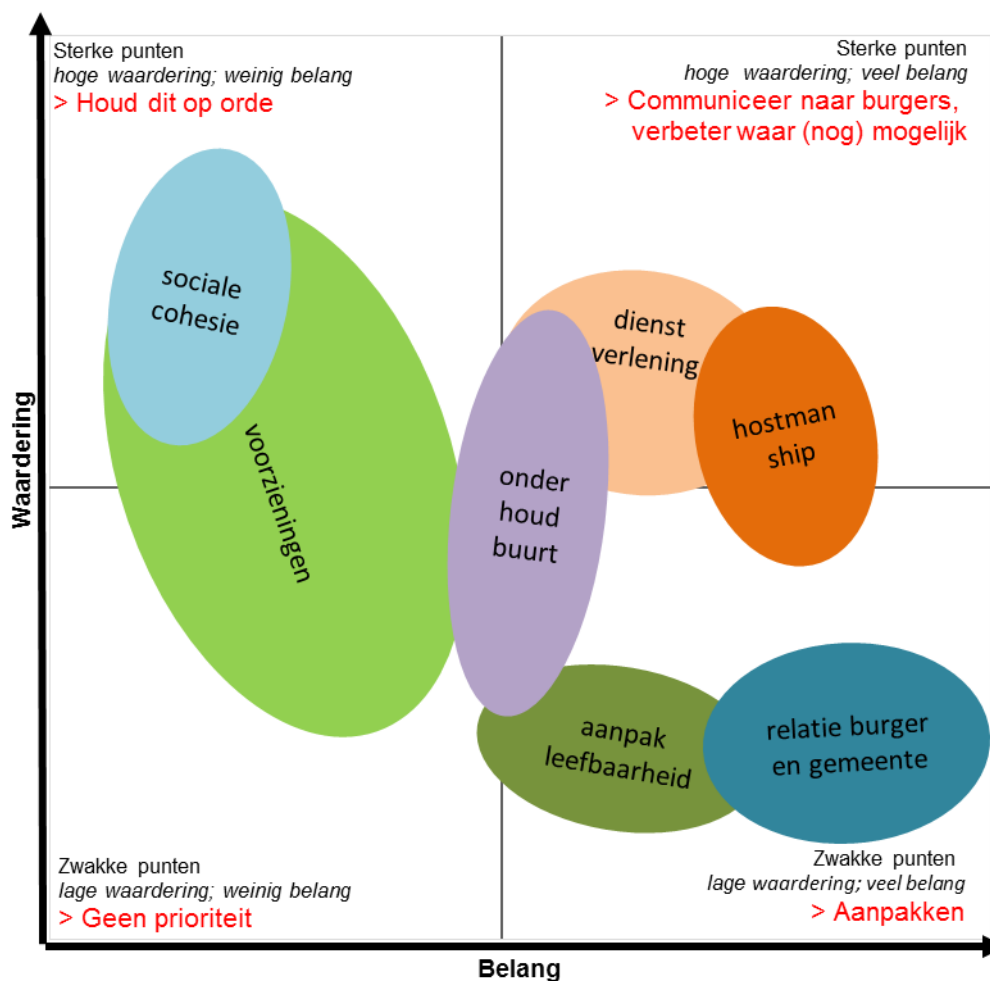 Sterke punten
hoge waardering; weinig belang
> Houd dit op orde
Sterke punten
hoge waardering; veel belang
> Communiceer naar burgers,
verbeter waar (nog) mogelijk
sociale
cohesie
voorzieningen
dienst
verlening
hostman
ship
onder
houd
buurt
aanpak
leefbaarheid
relatie burger
en gemeente
Zwakke punten
lage waardering; weinig belang
> Geen prioriteit
Zwakke punten
lage waardering; veel belang
> Aanpakken
Waardering
Belang